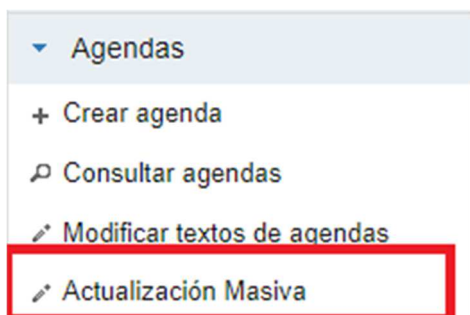 Agendas
Crear agenda
Consultar agendas
Modificar textos de agendas
Actualización Masiva